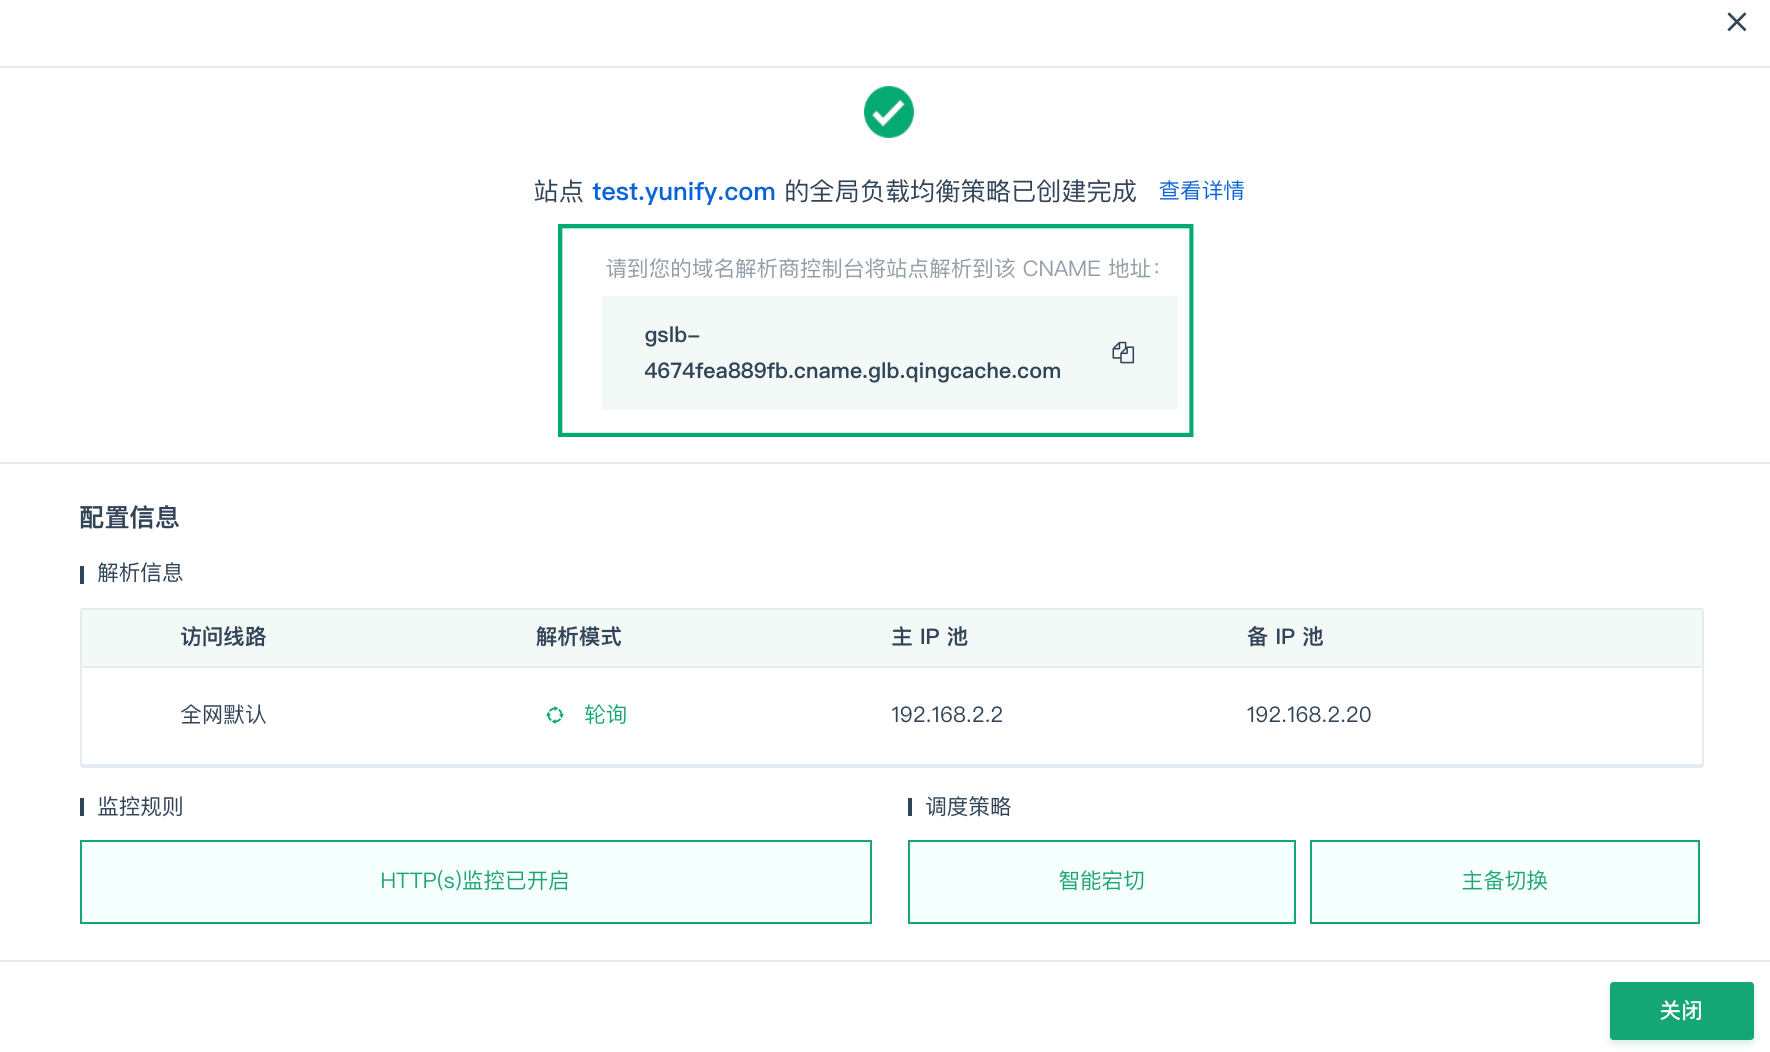 站点 test.yunify.com 的全局负载均衡策略已创建完成 查看详情
请到您的域名解析商控制台将站点解析到该 CNAME 地址：
gslb-
4674fea889fb.cname.glb.qingcache.com
配置信息
解析信息
访问线路 解析模式 主 IP 池 备 IP 池
全网默认 轮询 192.168.2.2 192.168.2.20
监控规则 调度策略
HTTP(s)监控已开启 智能宕切 主备切换
关闭